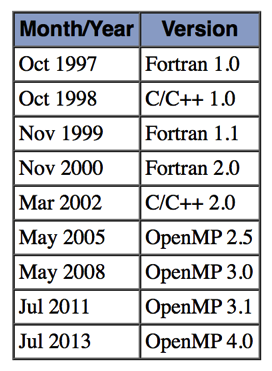 Month/Year Version
Oct 1997 Fortran 1.0
Oct 1998 C/C++ 1.0
Nov 1999 Fortran 1.1
Nov 2000 Fortran 2.0
Mar 2002 C/C++ 2.0
May 2005 OpenMP 2.5
May 2008 OpenMP 3.0
Jul 2011 OpenMP 3.1
Jul 2013 OpenMP 4.0